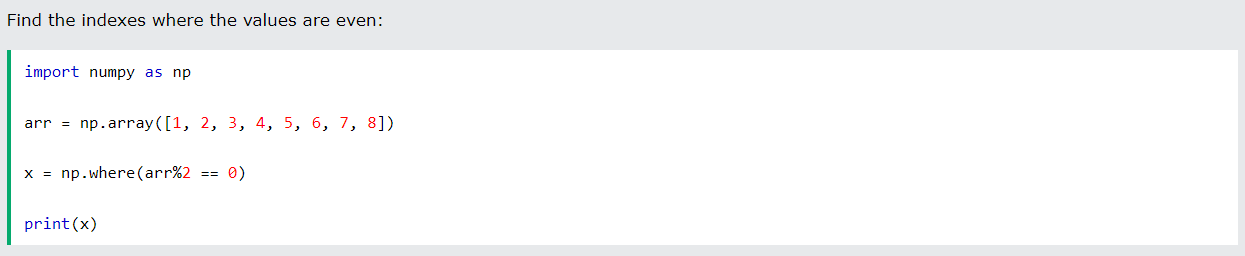 Find the indexes where the values are even:
import numpy as np
arr = np.array([1, 2, 3, 4, 5, 6, 7, 8])
x = np.where(arr%2 == 0)
print(x)